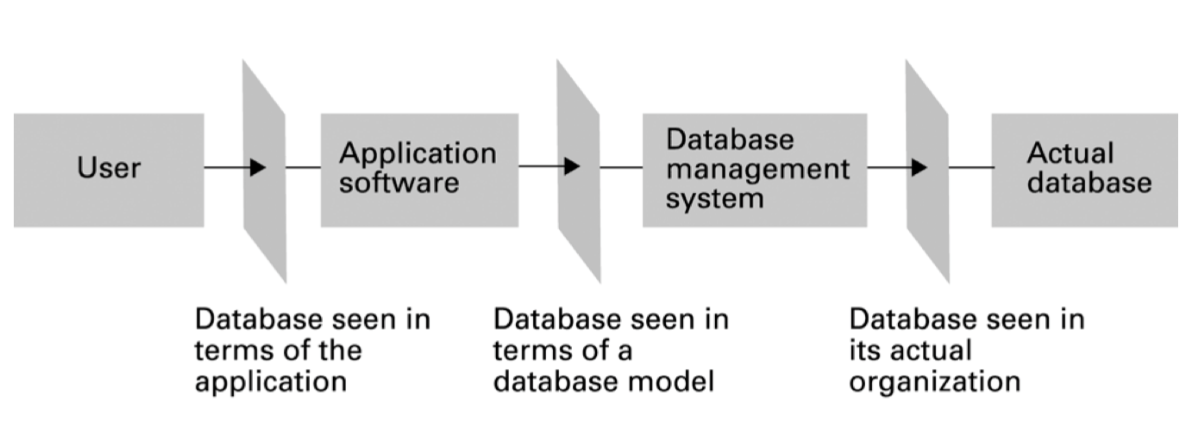 User
Application
software
Database
management
system
Actual
database
Database seen in
terms of the
application
Database seen in
terms of a
database model
Database seen in
its actual
organization